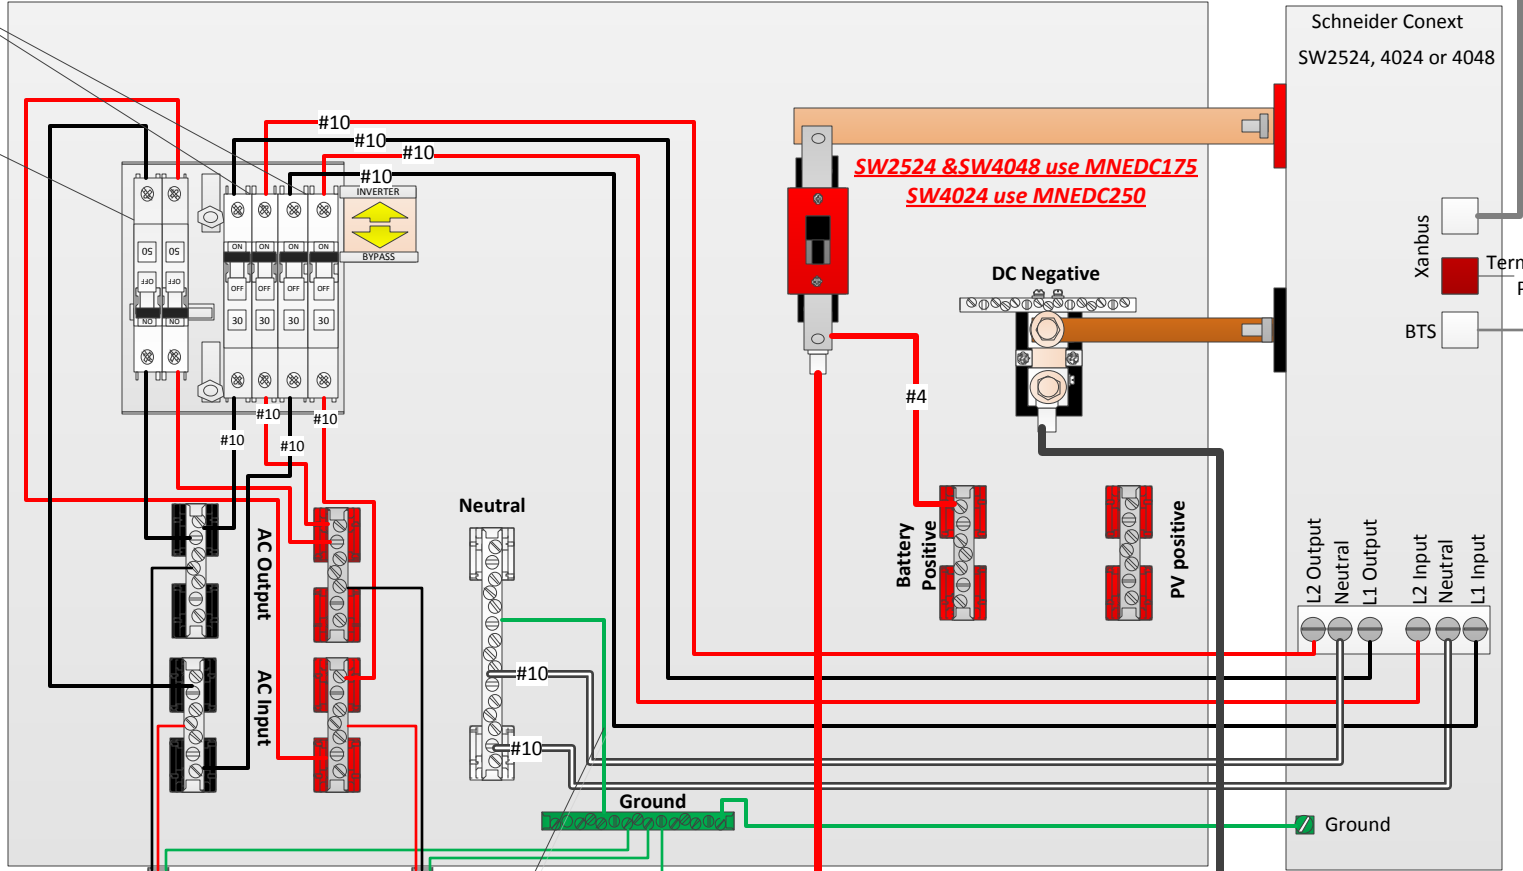 Schneider Conext
SW2524, 4024 or 4048
#10
#10
#10
#10
INVERTER
BYPASS
SW2524 &SW4048 use MNEDC175
SW4024 use MNEDC250
50
50
OFF
OFF
ON
ON
ON
ON
ON
ON
OFF
OFF
OFF
OFF
30
30
30
30
DC Negative
Xanbus
Tern
P
BTS
#4
#10
#10
#10
#10
Neutral
AC Output
AC Input
Battery
Positive
PV positive
L2 Output
Neutral
L1 Output
L2 Input
Neutral
L1 Input
#10
#10
Ground
Ground